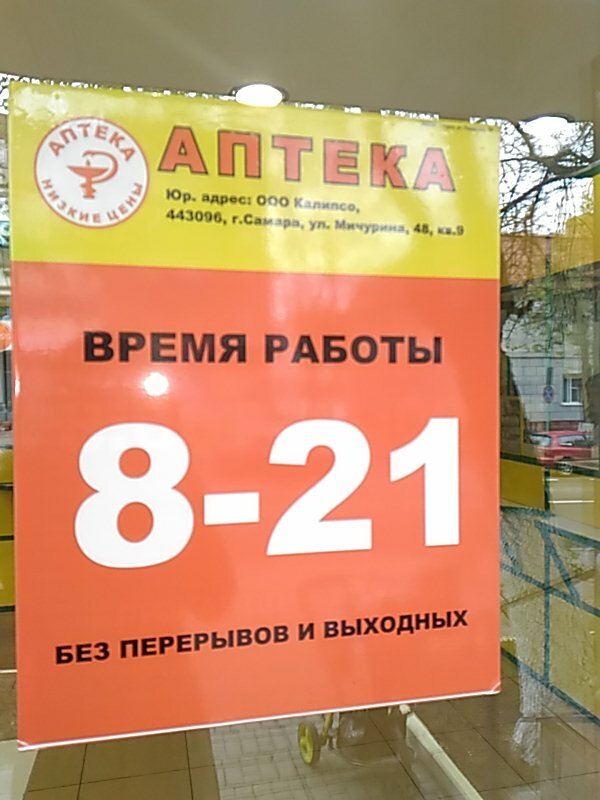 АПТЕКА
НИЗКИЕ ЦЕНЫ
АПТЕКА
Юр. адрес: ООО Калипсо,
443096, г.Самара, ул. Мичурина, 48, кв.9
ВРЕМЯ РАБОТЫ
8-21
БЕЗ ПЕРЕРЫВОВ И ВЫХОДНЫХ